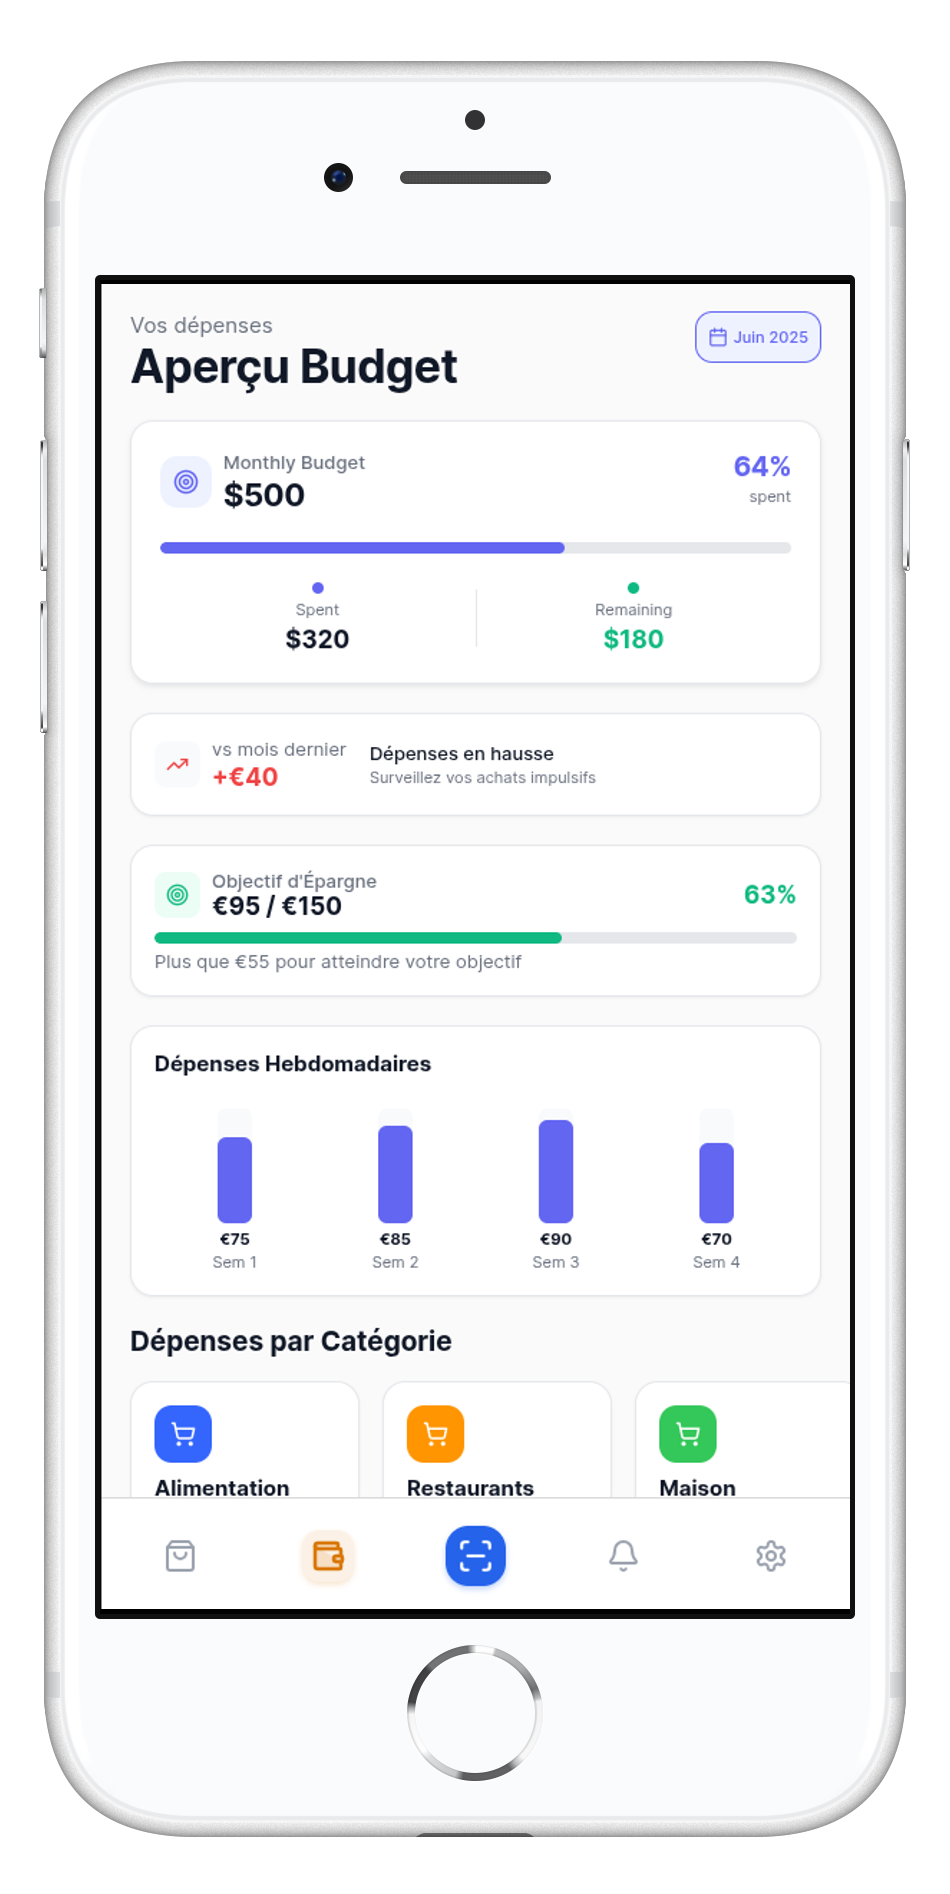 Vos dépenses
Aperçu Budget
Juin 2025
Monthly Budget
$500
64%
spent
Spent
$320
Remaining
$180
vs mois dernier
+€40
Dépenses en hausse
Surveillez vos achats impulsifs
Objectif d'Épargne
€95 / €150
63%
Plus que €55 pour atteindre votre objectif
Dépenses Hebdomadaires
€75
Sem 1
€85
Sem 2
€90
Sem 3
€70
Sem 4
Dépenses par Catégorie
Alimentation
Restaurants
Maison